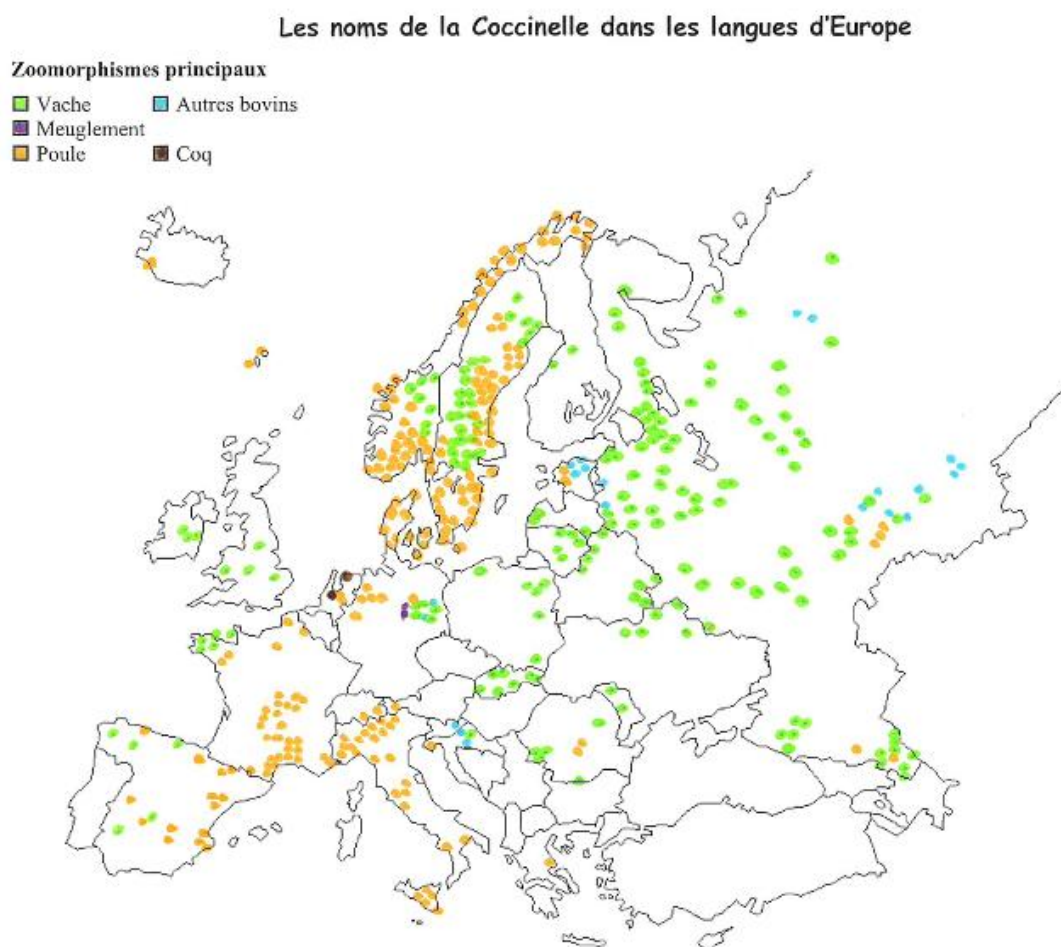 Les noms de la Coccinelle dans les langues d'Europe
Zoomorphismes principaux
Vache Autres bovins
Meuglement
Poule Coq